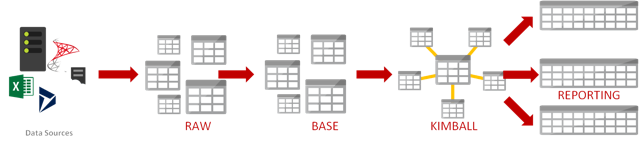 Data Sources
RAW
BASE
KIMBALL
REPORTING